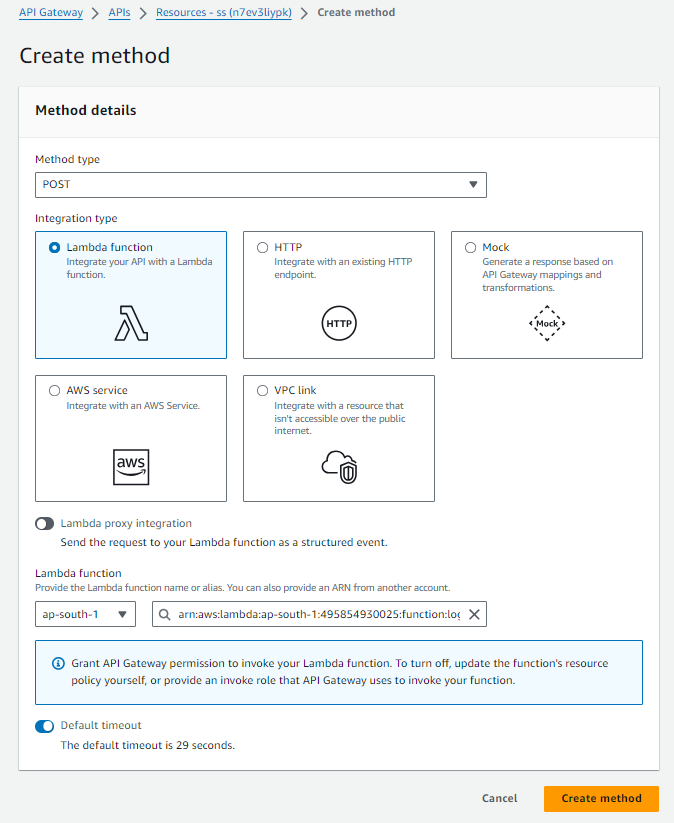 API Gateway > APIs > Resources - ss (n7ev3liypk) > Create method
Create method
Method details
Method type
POST
Integration type
Lambda function
Integrate your API with a Lambda
function.
HTTP
Integrate with an existing HTTP
endpoint.
HTTP
Mock
Generate a response based on
API Gateway mappings and
transformations.
Mock
AWS service
Integrate with an AWS Service.
aws
VPC link
Integrate with a resource that
isn't accessible over the public
internet.
Lambda proxy integration
Send the request to your Lambda function as a structured event.
Lambda function
Provide the Lambda function name or alias. You can also provide an ARN from another account.
ap-south-1
arn:aws:lambda:ap-south-1:495854930025:function:log
Grant API Gateway permission to invoke your Lambda function. To turn off, update the function's resource
policy yourself, or provide an invoke role that API Gateway uses to invoke your function.
Default timeout
The default timeout is 29 seconds.
Cancel
Create method